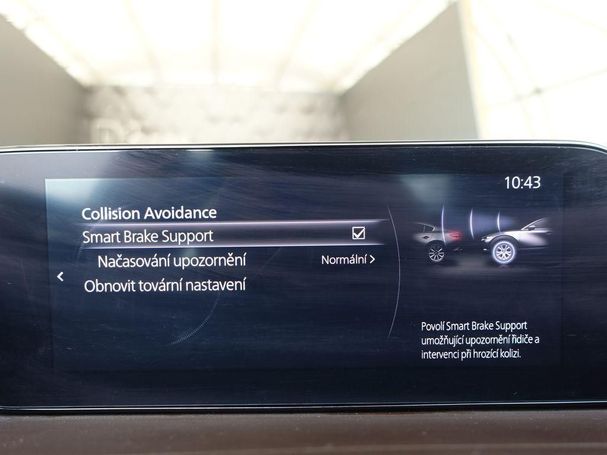 10:43
Collision Avoidance
Smart Brake Support
Načasování upozornění Normální
Obnovit tovární nastavení
Povolí Smart Brake Support
umožňující upozornění řidiče a
intervenci při hrozící kolizi.